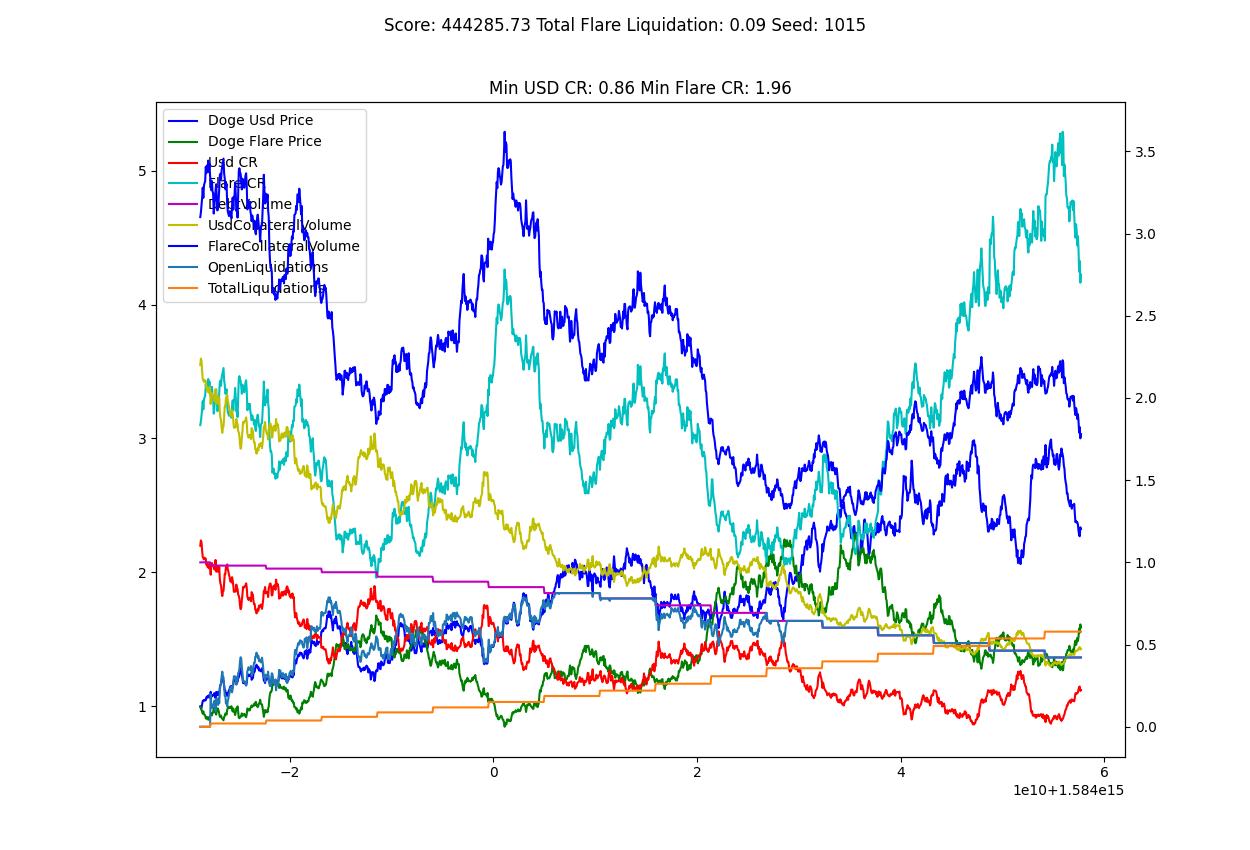 Score: 444285.73 Total Flare Liquidation: 0.09 Seed: 1015
Min USD CR: 0.86 Min Flare CR: 1.96
Doge Usd Price
Doge Flare Price
Usd CR
Flare CR
DebtVolume
UsdCollateralVolume
FlareCollateralVolume
OpenLiquidations
TotalLiquidations
5
4
3
2
1
3.5
3.0
2.5
2.0
1.5
1.0
0.5
0.0
−2
0
2
4
6
1e10+1.584e15